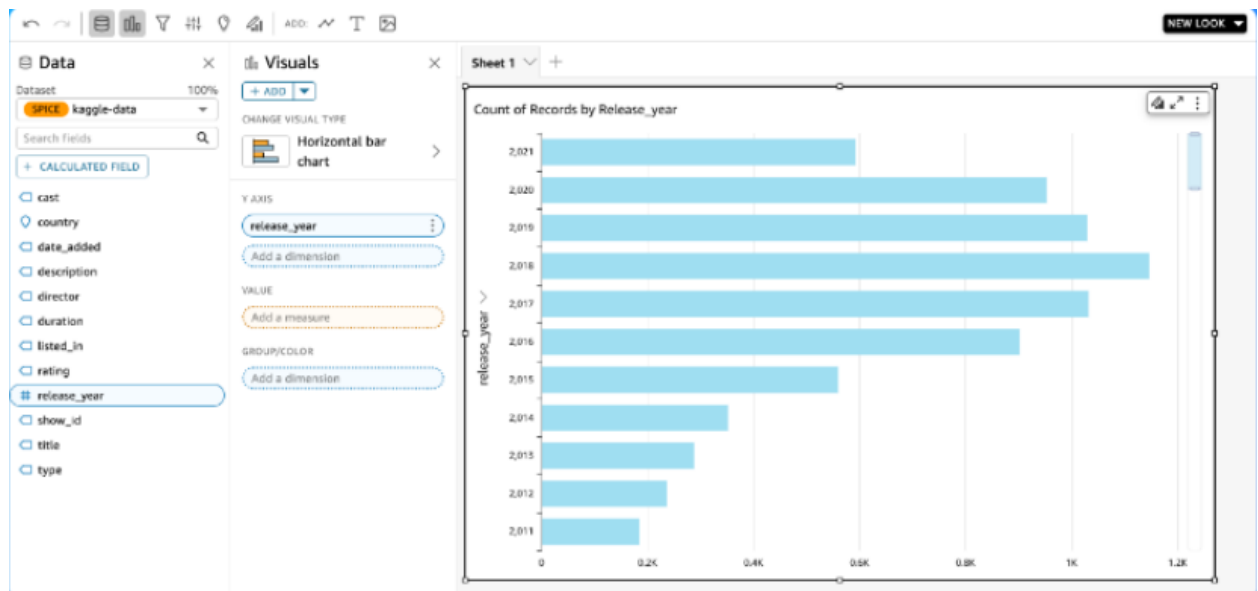 ADD:
NEW LOOK
Data
Visuals
Sheet 1
Dataset
100%
SPICE kaggle-data
Search fields
+ CALCULATED FIELD
cast
country
date_added
description
director
duration
listed_in
rating
release_year
show_id
title
type
+ ADD
CHANGE VISUAL TYPE
Horizontal bar
chart
Y AXIS
release_year
Add a dimension
VALUE
Add a measure
GROUP/COLOR
Add a dimension
Count of Records by Release_year
release_year
2,021
2,020
2,019
2,018
2,017
2,016
2,015
2,014
2,013
2,012
2,011
0
0.2K
0.4K
0.6K
0.8K
1K
1.2K